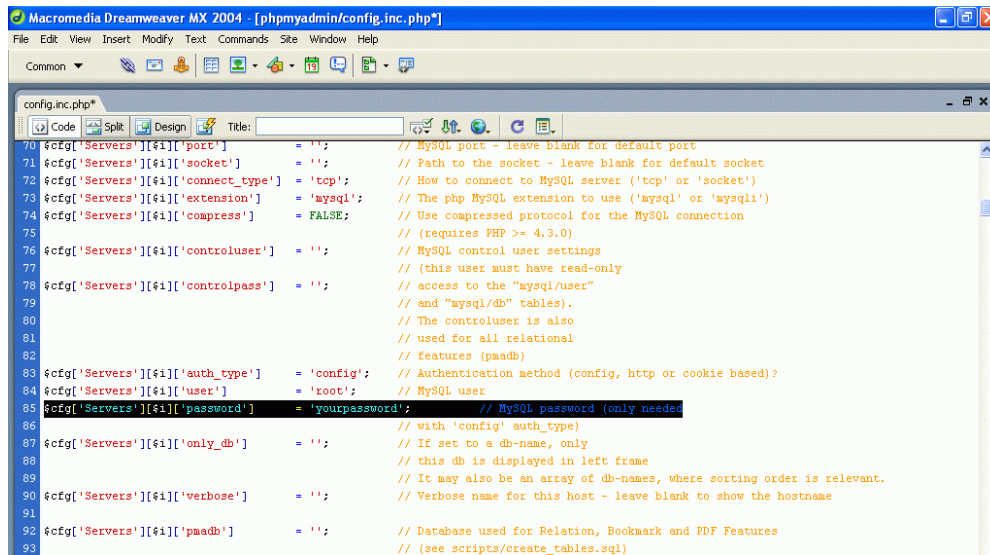 Macromedia Dreamweaver MX 2004 - [phpmyadmin/config.inc.php*]
File Edit View Insert Modify Text Commands Site Window Help
Common
19
config.inc.php*
Code Split Design Title:
70 $cfg['Servers'][$i]['port'] = ''; // MySQL port - leave blank for default port
71 $cfg['Servers'][$i]['socket'] = ''; // Path to the socket - leave blank for default socket
72 $cfg['Servers'][$i]['connect_type'] = 'tcp'; // How to connect to MySQL server ('tcp' or 'socket')
73 $cfg['Servers'][$i]['extension'] = 'mysql'; // The php MySQL extension to use ('mysql' or 'mysqli')
74 $cfg['Servers'][$i]['compress'] = FALSE; // Use compressed protocol for the MySQL connection
75 // (requires PHP >= 4.3.0)
76 $cfg['Servers'][$i]['controluser'] = ''; // MySQL control user settings
77 // (this user must have read-only
78 $cfg['Servers'][$i]['controlpass'] = ''; // access to the "mysql/user"
79 // and "mysql/db" tables).
80 // The controluser is also
81 // used for all relational
82 // features (pmadb)
83 $cfg['Servers'][$i]['auth_type'] = 'config'; // Authentication method (config, http or cookie based)?
84 $cfg['Servers'][$i]['user'] = 'root'; // MySQL user
85 $cfg['Servers'][$i]['password'] = 'yourpassword'; // MySQL password (only needed
86 // with 'config' auth_type)
87 $cfg['Servers'][$i]['only_db'] = ''; // If set to a db-name, only
88 // this db is displayed in left frame
89 // It may also be an array of db-names, where sorting order is relevant.
90 $cfg['Servers'][$i]['verbose'] = ''; // Verbose name for this host - leave blank to show the hostname
91
92 $cfg['Servers'][$i]['pmadb'] = ''; // Database used for Relation, Bookmark and PDF Features
93 // (see scripts/create_tables.sql)